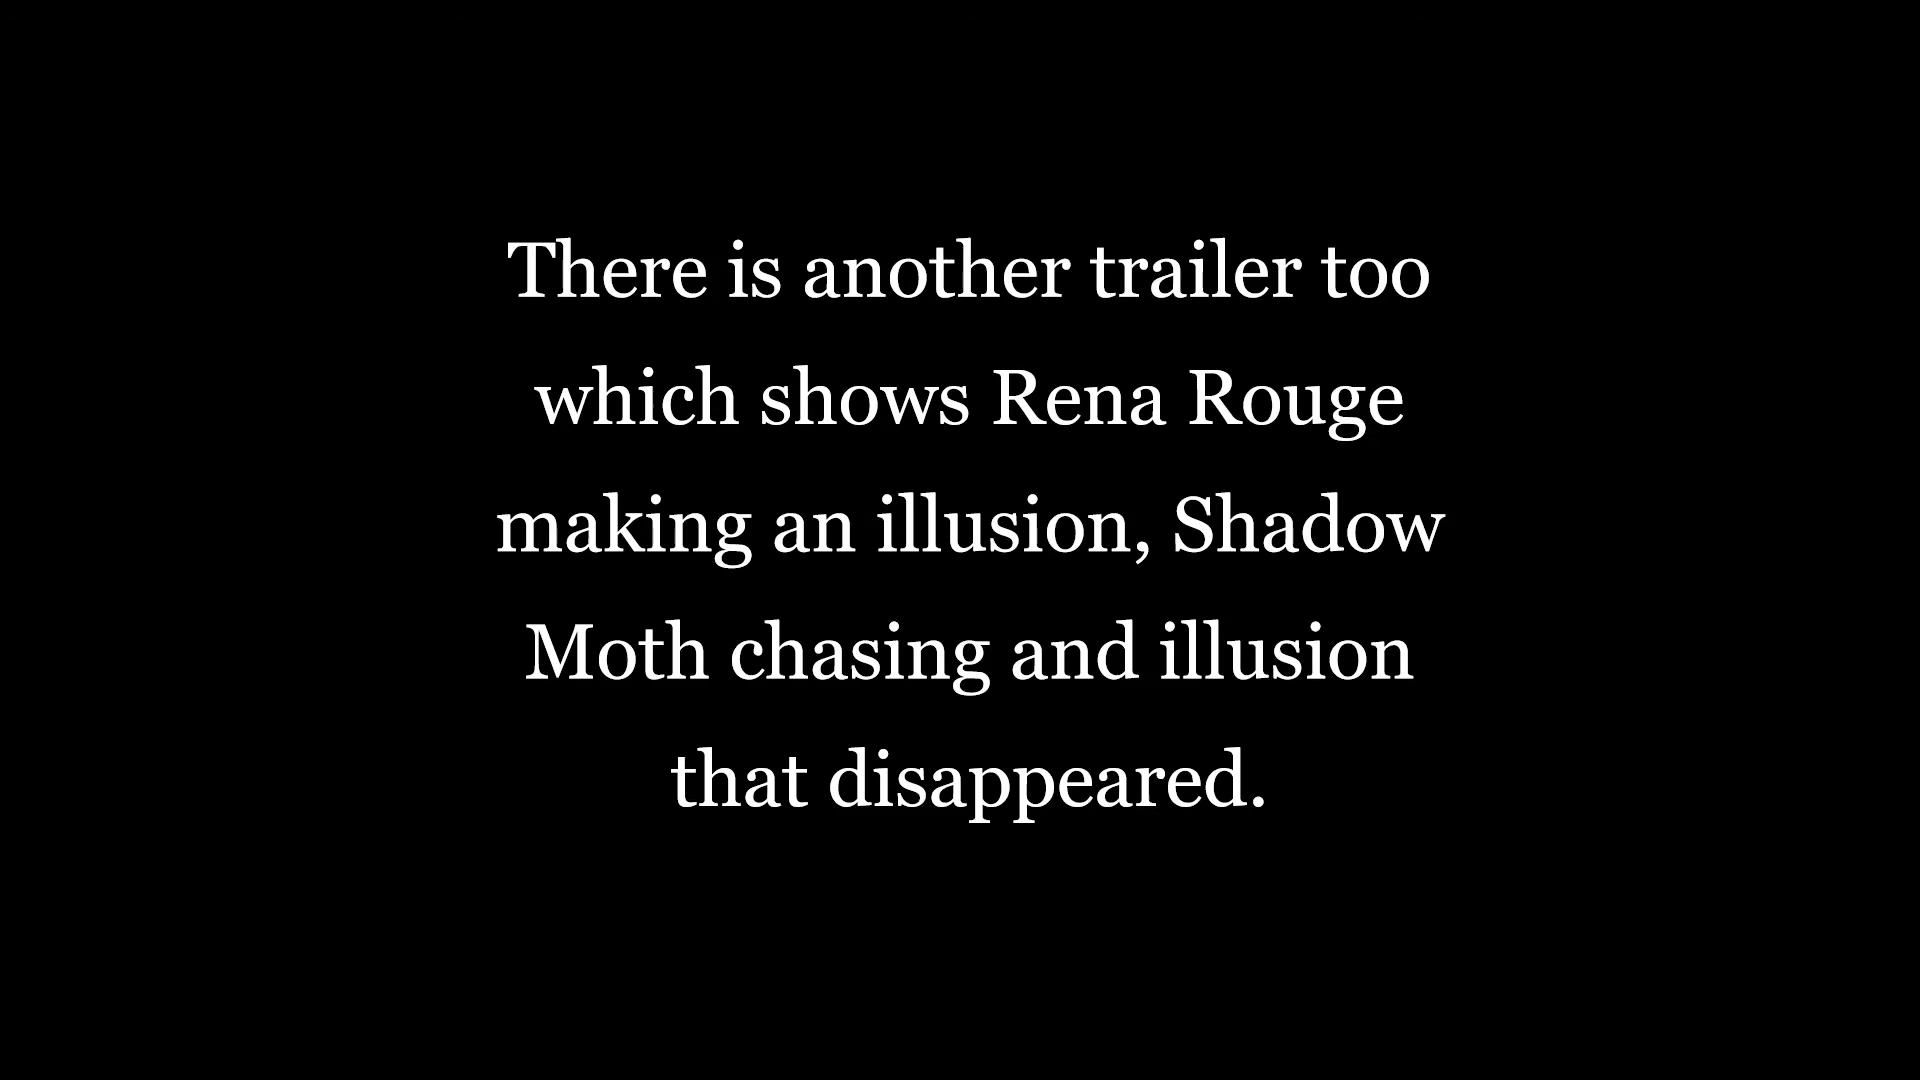 There is another trailer too
which shows Rena Rouge
making an illusion, Shadow
Moth chasing and illusion
that disappeared.